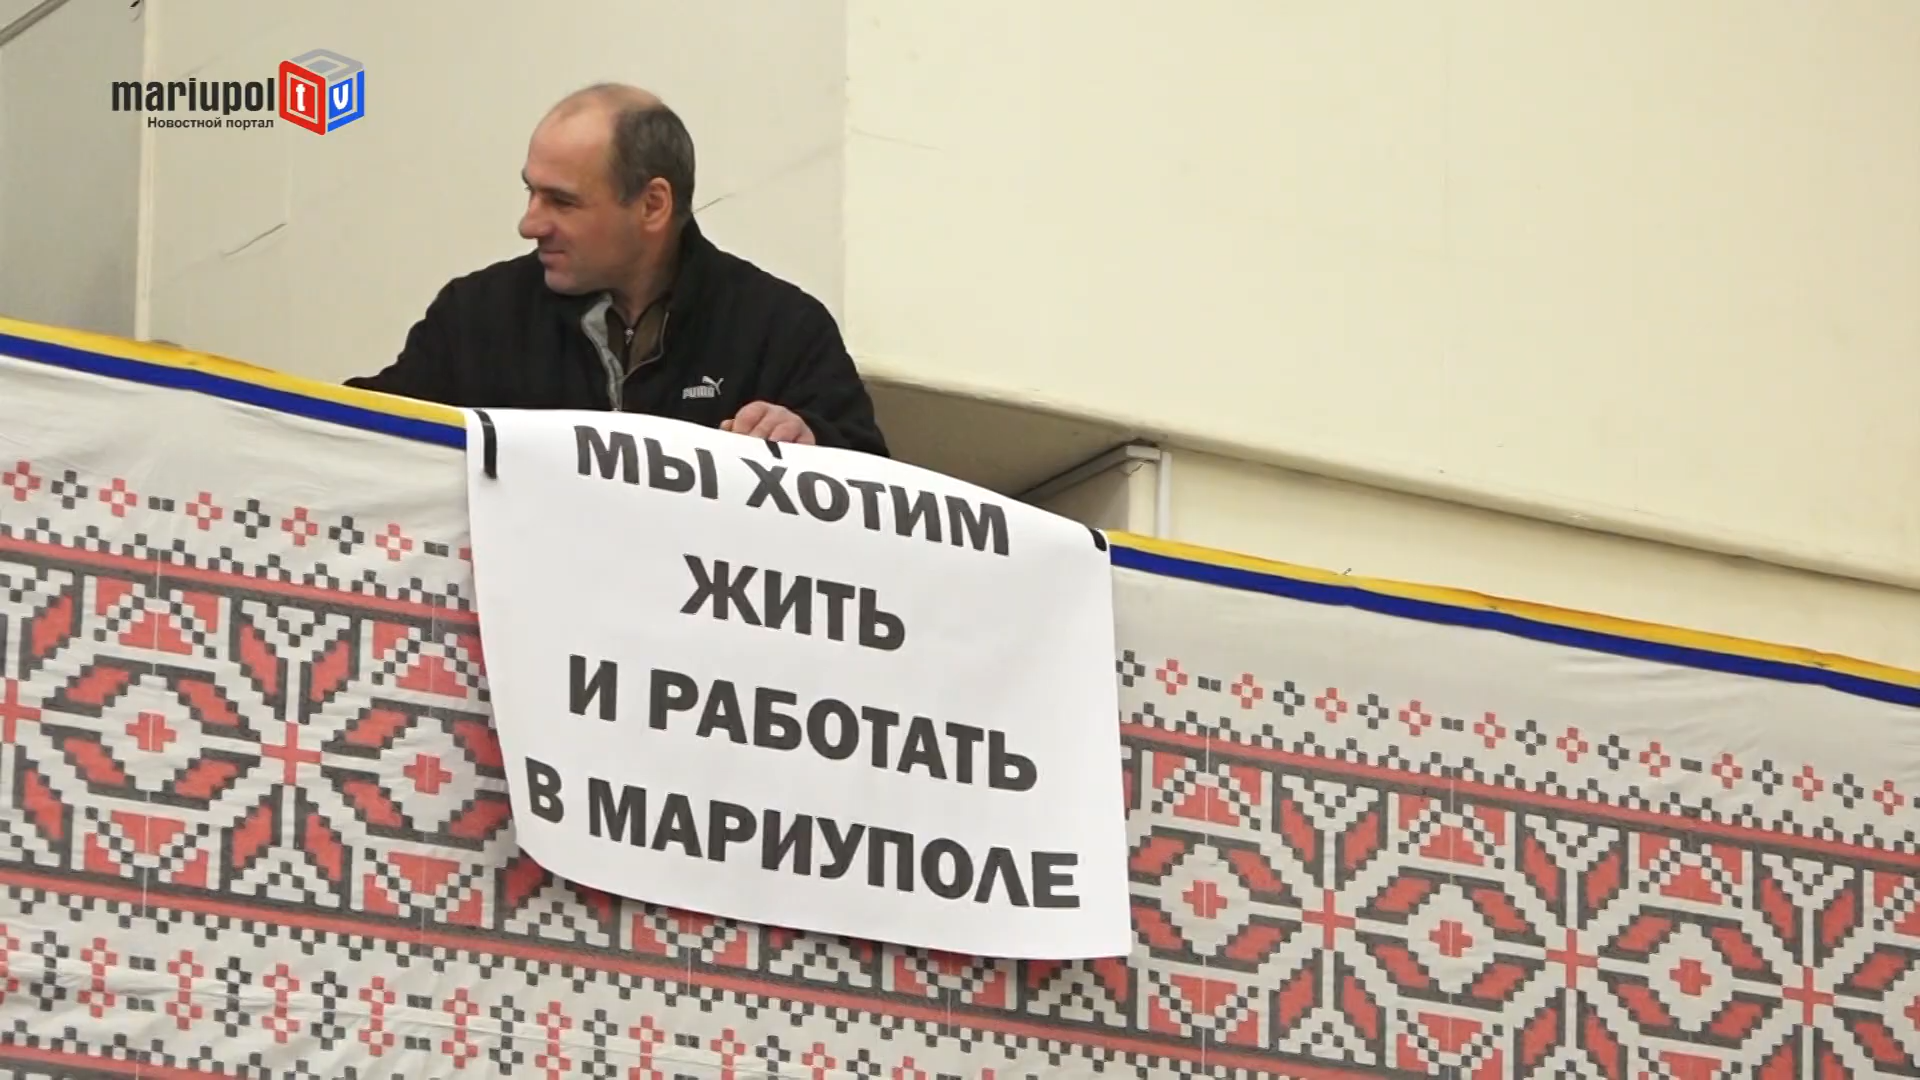 mariupol tv
Новостной портал
PUMA
МЫ ХОТИМ
ЖИТЬ
И РАБОТАТЬ
В МАРИУПОЛЕ